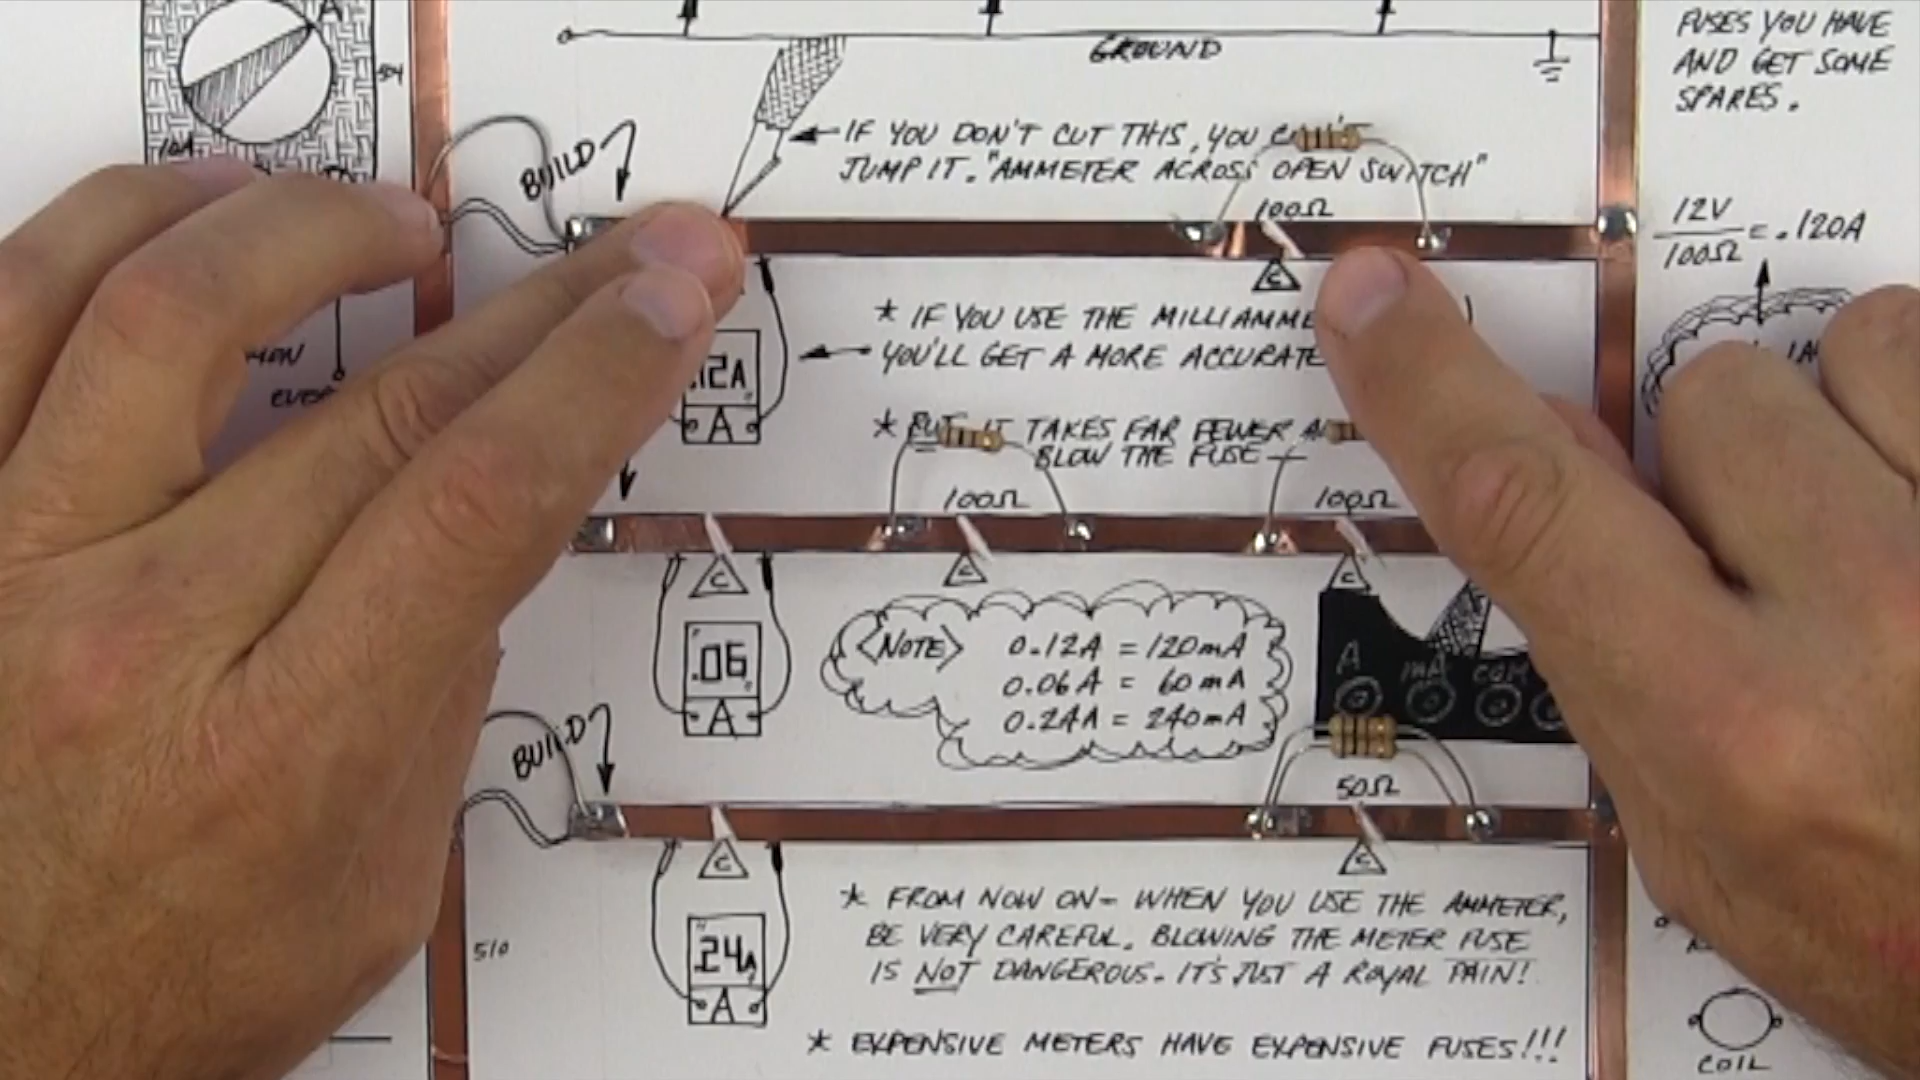 A
10A
GROUND
FUSES YOU HAVE
AND GET SOME
SPARES.
BUILD
IF YOU DON'T CUT THIS, YOU
JUMP IT. "AMMETER ACROSS OPEN SWITCH"
100Ω
C
12V
100Ω = .120A
* IF YOU USE THE
YOU'LL GET A MORE ACCURATE
.12A
A
* BUT IT TAKES FAR FEWER
BLOW THE FUSE
100Ω
100Ω
C
C
C
.06
A
<NOTE> 0.12A = 120mA
0.06A = 60mA
0.24A = 240mA
A
COM
BUILD
50Ω
C
C
510
.24A
A
* FROM NOW ON - WHEN YOU USE THE AMMETER,
BE VERY CAREFUL. BLOWING THE METER FUSE
IS NOT DANGEROUS. IT'S JUST A ROYAL PAIN!
* EXPENSIVE METERS HAVE EXPENSIVE FUSES!!!
COIL